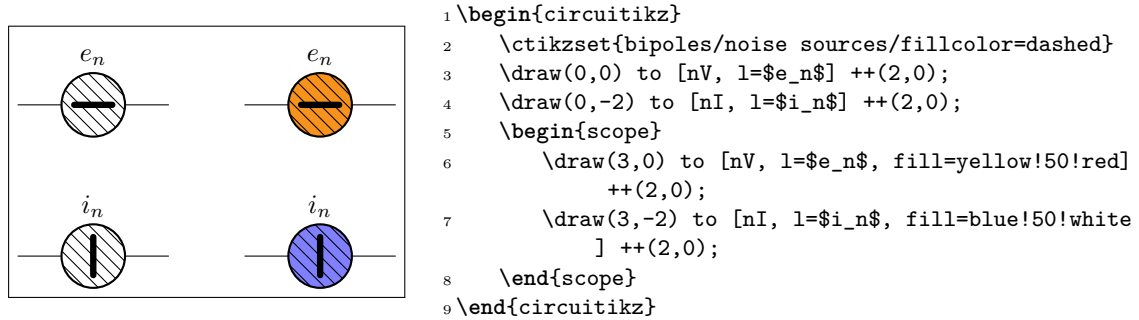 e_n e_n
i_n i_n
1 \begin{circuitikz}
2 \ctikzset{bipoles/noise sources/fillcolor=dashed}
3 \draw(0,0) to [nV, l=$e_n$] ++(2,0);
4 \draw(0,-2) to [nI, l=$i_n$] ++(2,0);
5 \begin{scope}
6 \draw(3,0) to [nV, l=$e_n$, fill=yellow!50!red]
++(2,0);
7 \draw(3,-2) to [nI, l=$i_n$, fill=blue!50!white
] ++(2,0);
8 \end{scope}
9 \end{circuitikz}